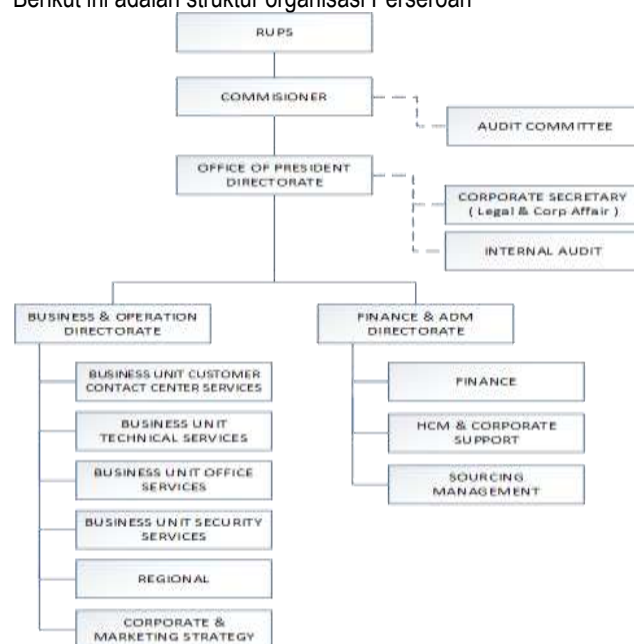 Berikut ini adalah struktur organisasi Perseroan
RUPS
COMMISIONER
AUDIT COMMITTEE
OFFICE OF PRESIDENT
DIRECTORATE
CORPORATE SECRETARY
( Legal & Corp Affair )
INTERNAL AUDIT
BUSINESS & OPERATION
DIRECTORATE
BUSINESS UNIT CUSTOMER
CONTACT CENTER SERVICES
BUSINESS UNIT
TECHNICAL SERVICES
BUSINESS UNIT OFFICE
SERVICES
BUSINESS UNIT SECURITY
SERVICES
REGIONAL
CORPORATE &
MARKETING STRATEGY
FINANCE & ADM
DIRECTORATE
FINANCE
HCM & CORPORATE
SUPPORT
SOURCING
MANAGEMENT